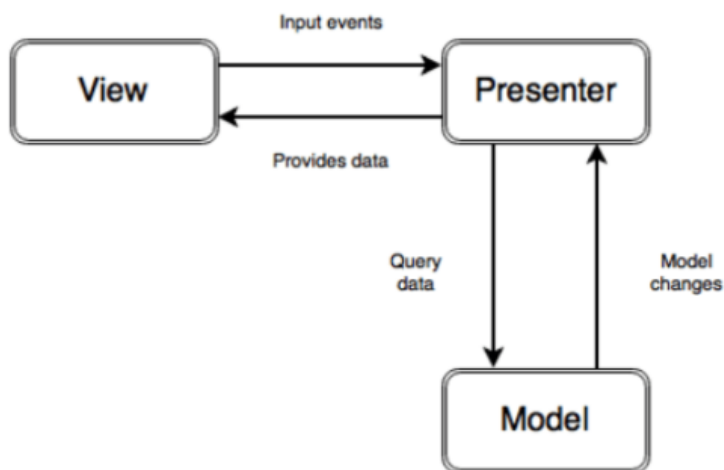 Input events
View
Presenter
Provides data
Query
data
Model
changes
Model